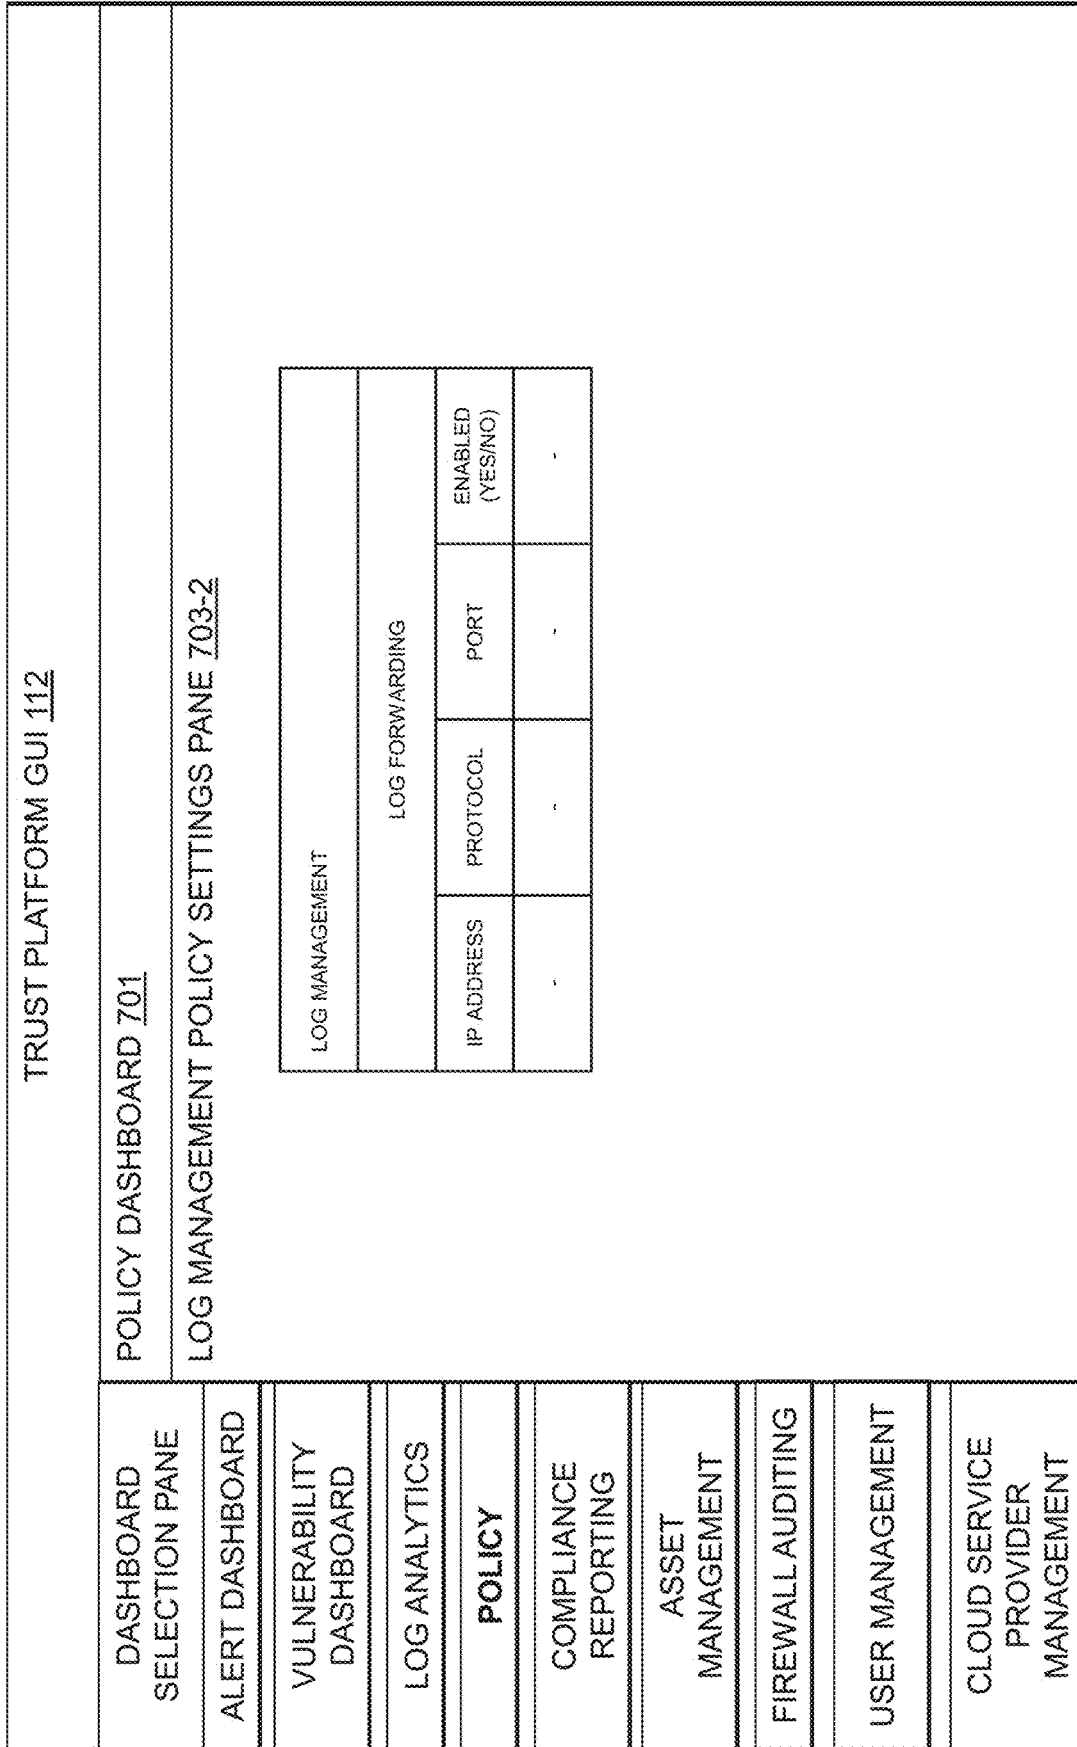 TRUST PLATFORM GUI 112
DASHBOARD
SELECTION PANE
ALERT DASHBOARD
VULNERABILITY
DASHBOARD
LOG ANALYTICS
POLICY
COMPLIANCE
REPORTING
ASSET
MANAGEMENT
FIREWALL AUDITING
USER MANAGEMENT
CLOUD SERVICE
PROVIDER
MANAGEMENT
POLICY DASHBOARD 701
LOG MANAGEMENT POLICY SETTINGS PANE 703-2
LOG MANAGEMENT
LOG FORWARDING
IP ADDRESS PROTOCOL PORT ENABLED
(YES/NO)
- - - -